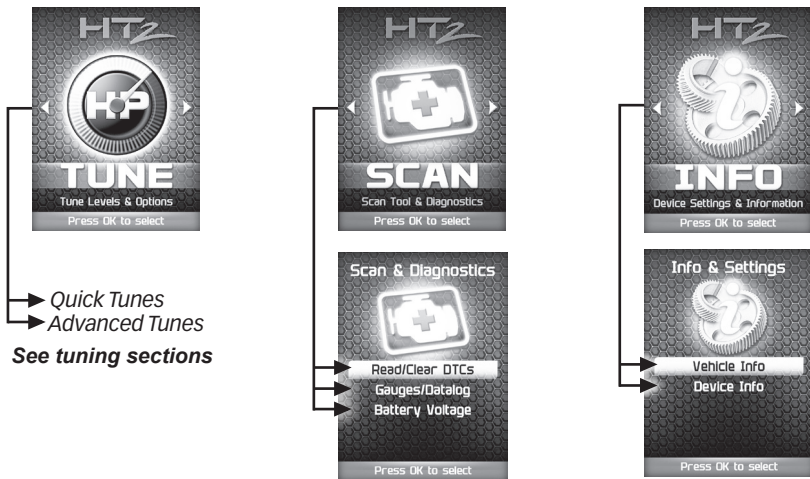 HT2
HP
TUNE
Tune Levels & Options
Press OK to select
Quick Tunes
Advanced Tunes
See tuning sections
HT2
SCAN
Scan Tool & Diagnostics
Press OK to select
Scan & Diagnostics
Read/Clear DTCs
Gauges/Datalog
Battery Voltage
Press OK to select
HT2
i
INFO
Device Settings & Information
Press OK to select
Info & Settings
i
Vehicle Info
Device Info
Press OK to select